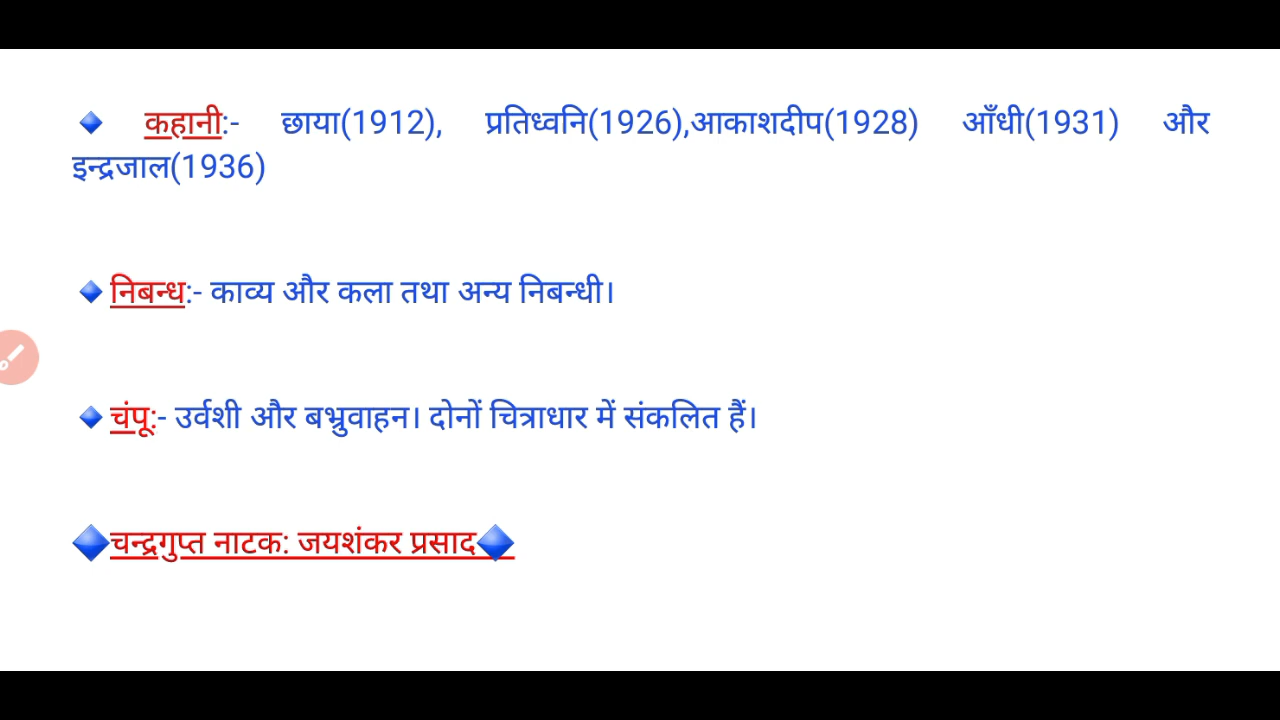 🔹 कहानी:- छाया(1912), प्रतिध्वनि(1926),आकाशदीप(1928) आँधी(1931) और
इन्द्रजाल(1936)
🔹निबन्ध:- काव्य और कला तथा अन्य निबन्धी।
🔹चंपू:- उर्वशी और बभ्रुवाहन। दोनों चित्राधार में संकलित हैं।
🔷चन्द्रगुप्त नाटक: जयशंकर प्रसाद🔷